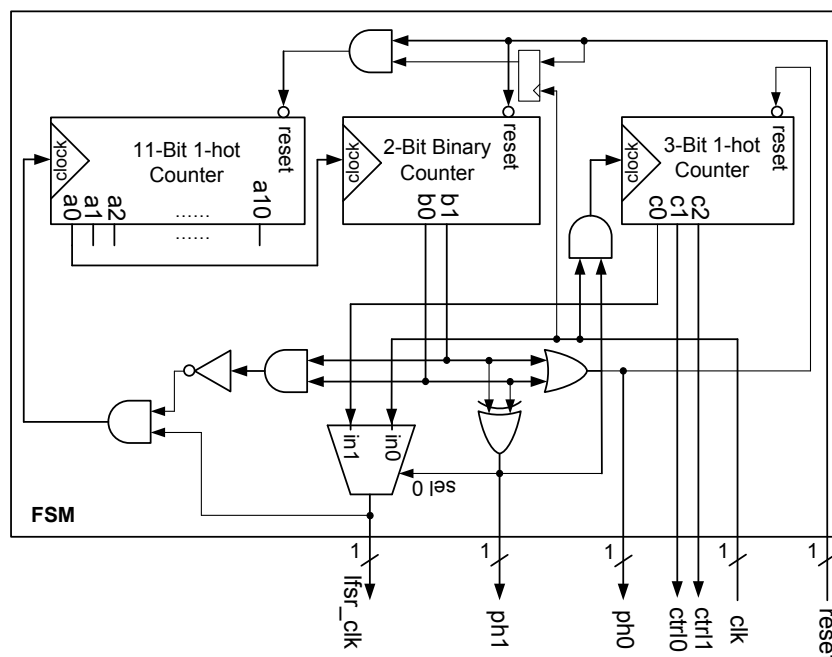 11-Bit 1-hot
Counter
clock
reset
a0
a1
a2
......
......
a10
2-Bit Binary
Counter
clock
reset
b0
b1
3-Bit 1-hot
Counter
clock
reset
c0
c1
c2
in1
in0
sel 0
FSM
1
1
1
1
1
lfsr_clk
ph1
ph0
ctrl0
ctrl1
clk
reset